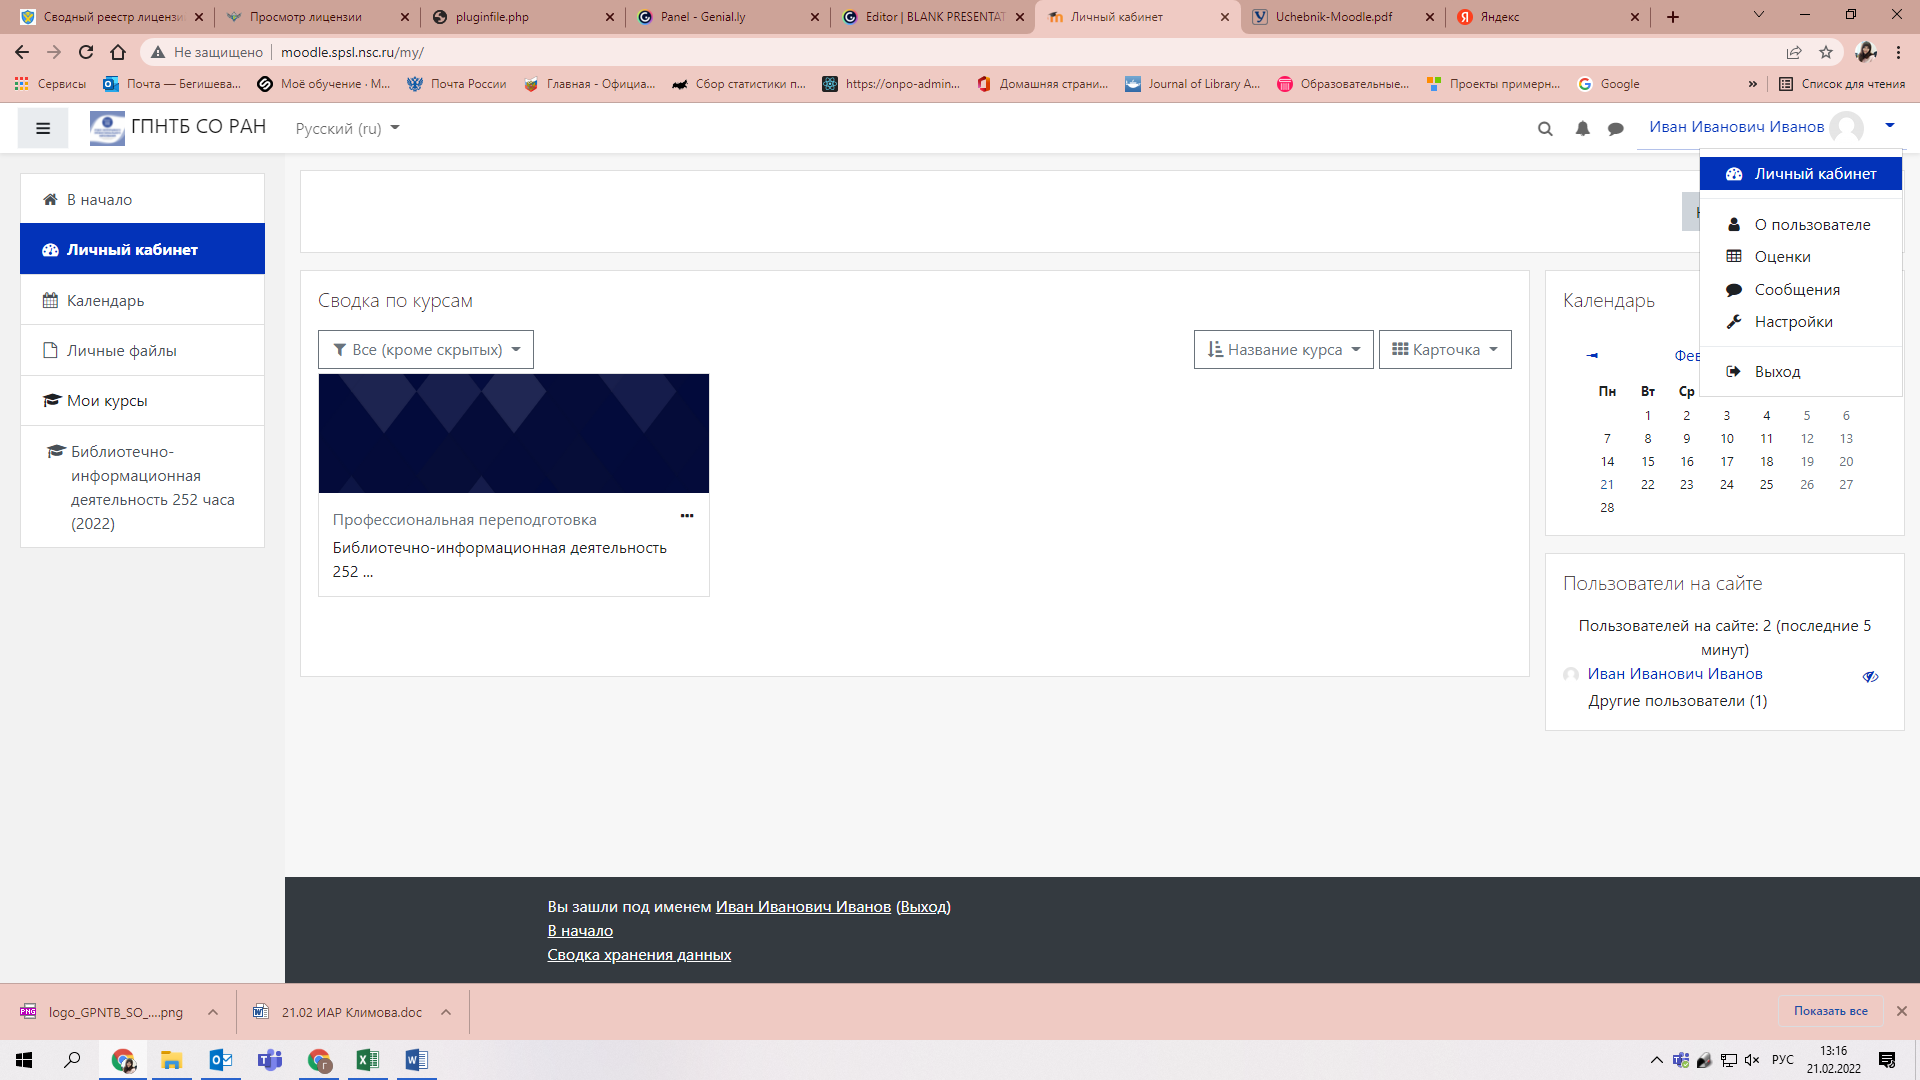 Сводный реестр лицензи
Просмотр лицензии
pluginfile.php
Panel - Genial.ly
Editor | BLANK PRESENTAT
Личный кабинет
Uchebnik-Moodle.pdf
Яндекс
Не защищено
moodle.spsl.nsc.ru/my/
Сервисы
Почта — Бегишева...
Моё обучение · М...
Почта России
Главная - Официа...
Сбор статистики п...
https://onpo-admin...
Домашняя страни...
Journal of Library A...
Образовательные...
Проекты примерн...
Google
»
Список для чтения
ГПНТБ СО РАН
Русский (ru)
Иван Иванович Иванов
Личный кабинет
О пользователе
Оценки
Сообщения
Настройки
Выход
В начало
Личный кабинет
Календарь
Личные файлы
Мои курсы
Библиотечно-
информационная
деятельность 252 часа
(2022)
Сводка по курсам
Все (кроме скрытых)
Название курса
Карточка
Профессиональная переподготовка
Библиотечно-информационная деятельность
252 ...
Календарь
Фев
Пн Вт Ср
1 2 3 4 5 6
7 8 9 10 11 12 13
14 15 16 17 18 19 20
21 22 23 24 25 26 27
28
Пользователи на сайте
Пользователей на сайте: 2 (последние 5
минут)
Иван Иванович Иванов
Другие пользователи (1)
Вы зашли под именем Иван Иванович Иванов (Выход)
В начало
Сводка хранения данных
logo_GPNTB_SO_....png
21.02 ИАР Климова.doc
Показать все
РУС
13:16
21.02.2022